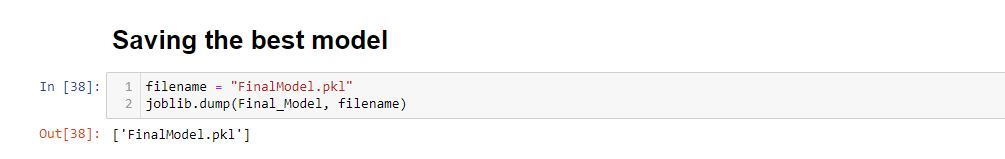 Saving the best model
In [38]: 1 filename = "FinalModel.pkl"
2 joblib.dump(Final_Model, filename)
Out[38]: ['FinalModel.pkl']